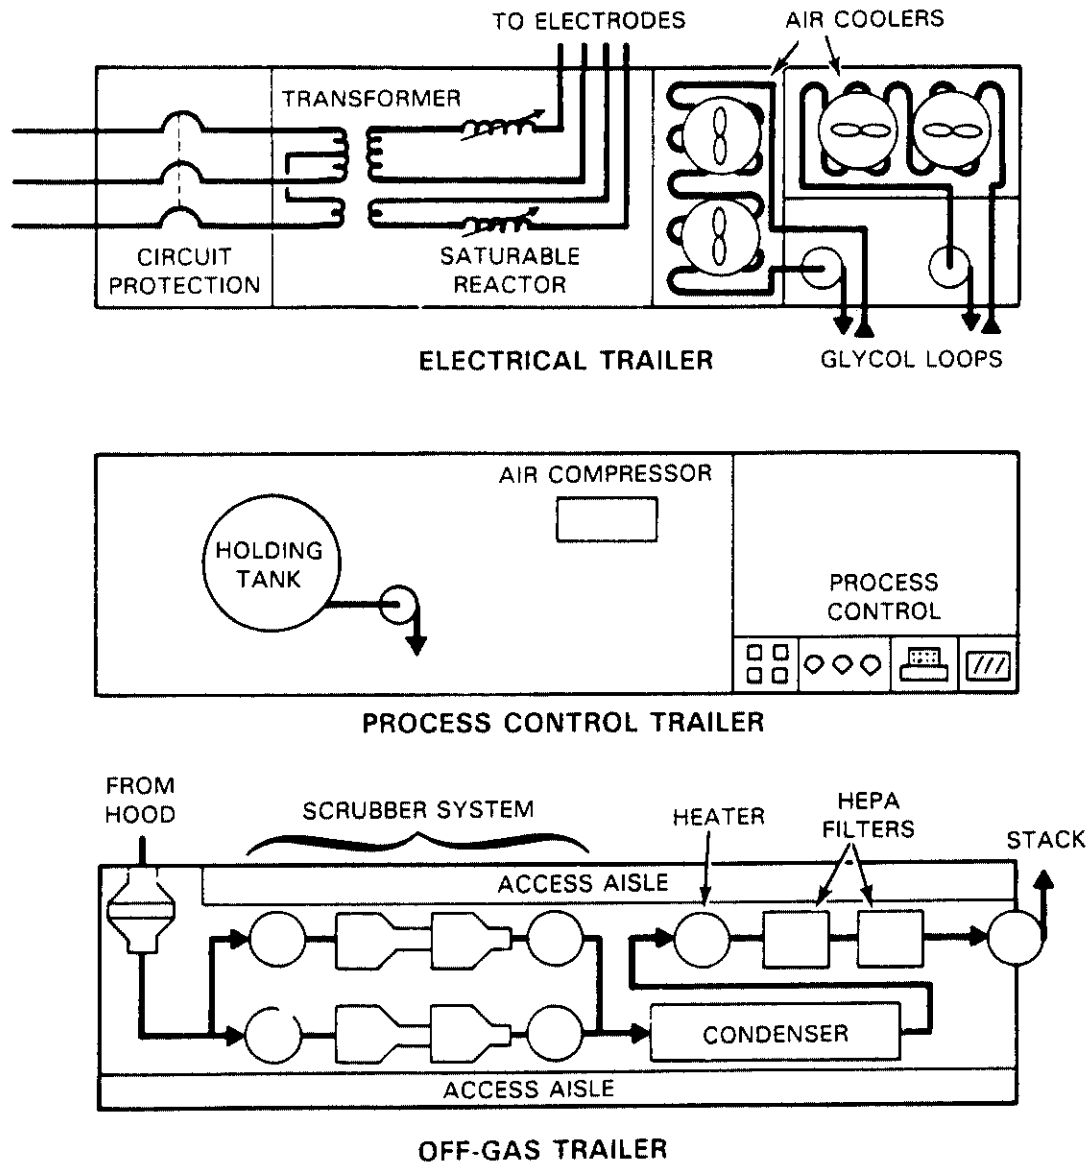 TO ELECTRODES
AIR COOLERS
TRANSFORMER
CIRCUIT
PROTECTION
SATURABLE
REACTOR
GLYCOL LOOPS
ELECTRICAL TRAILER
AIR COMPRESSOR
HOLDING
TANK
PROCESS
CONTROL
PROCESS CONTROL TRAILER
FROM
HOOD
SCRUBBER SYSTEM
HEATER
HEPA
FILTERS
STACK
ACCESS AISLE
CONDENSER
ACCESS AISLE
OFF-GAS TRAILER